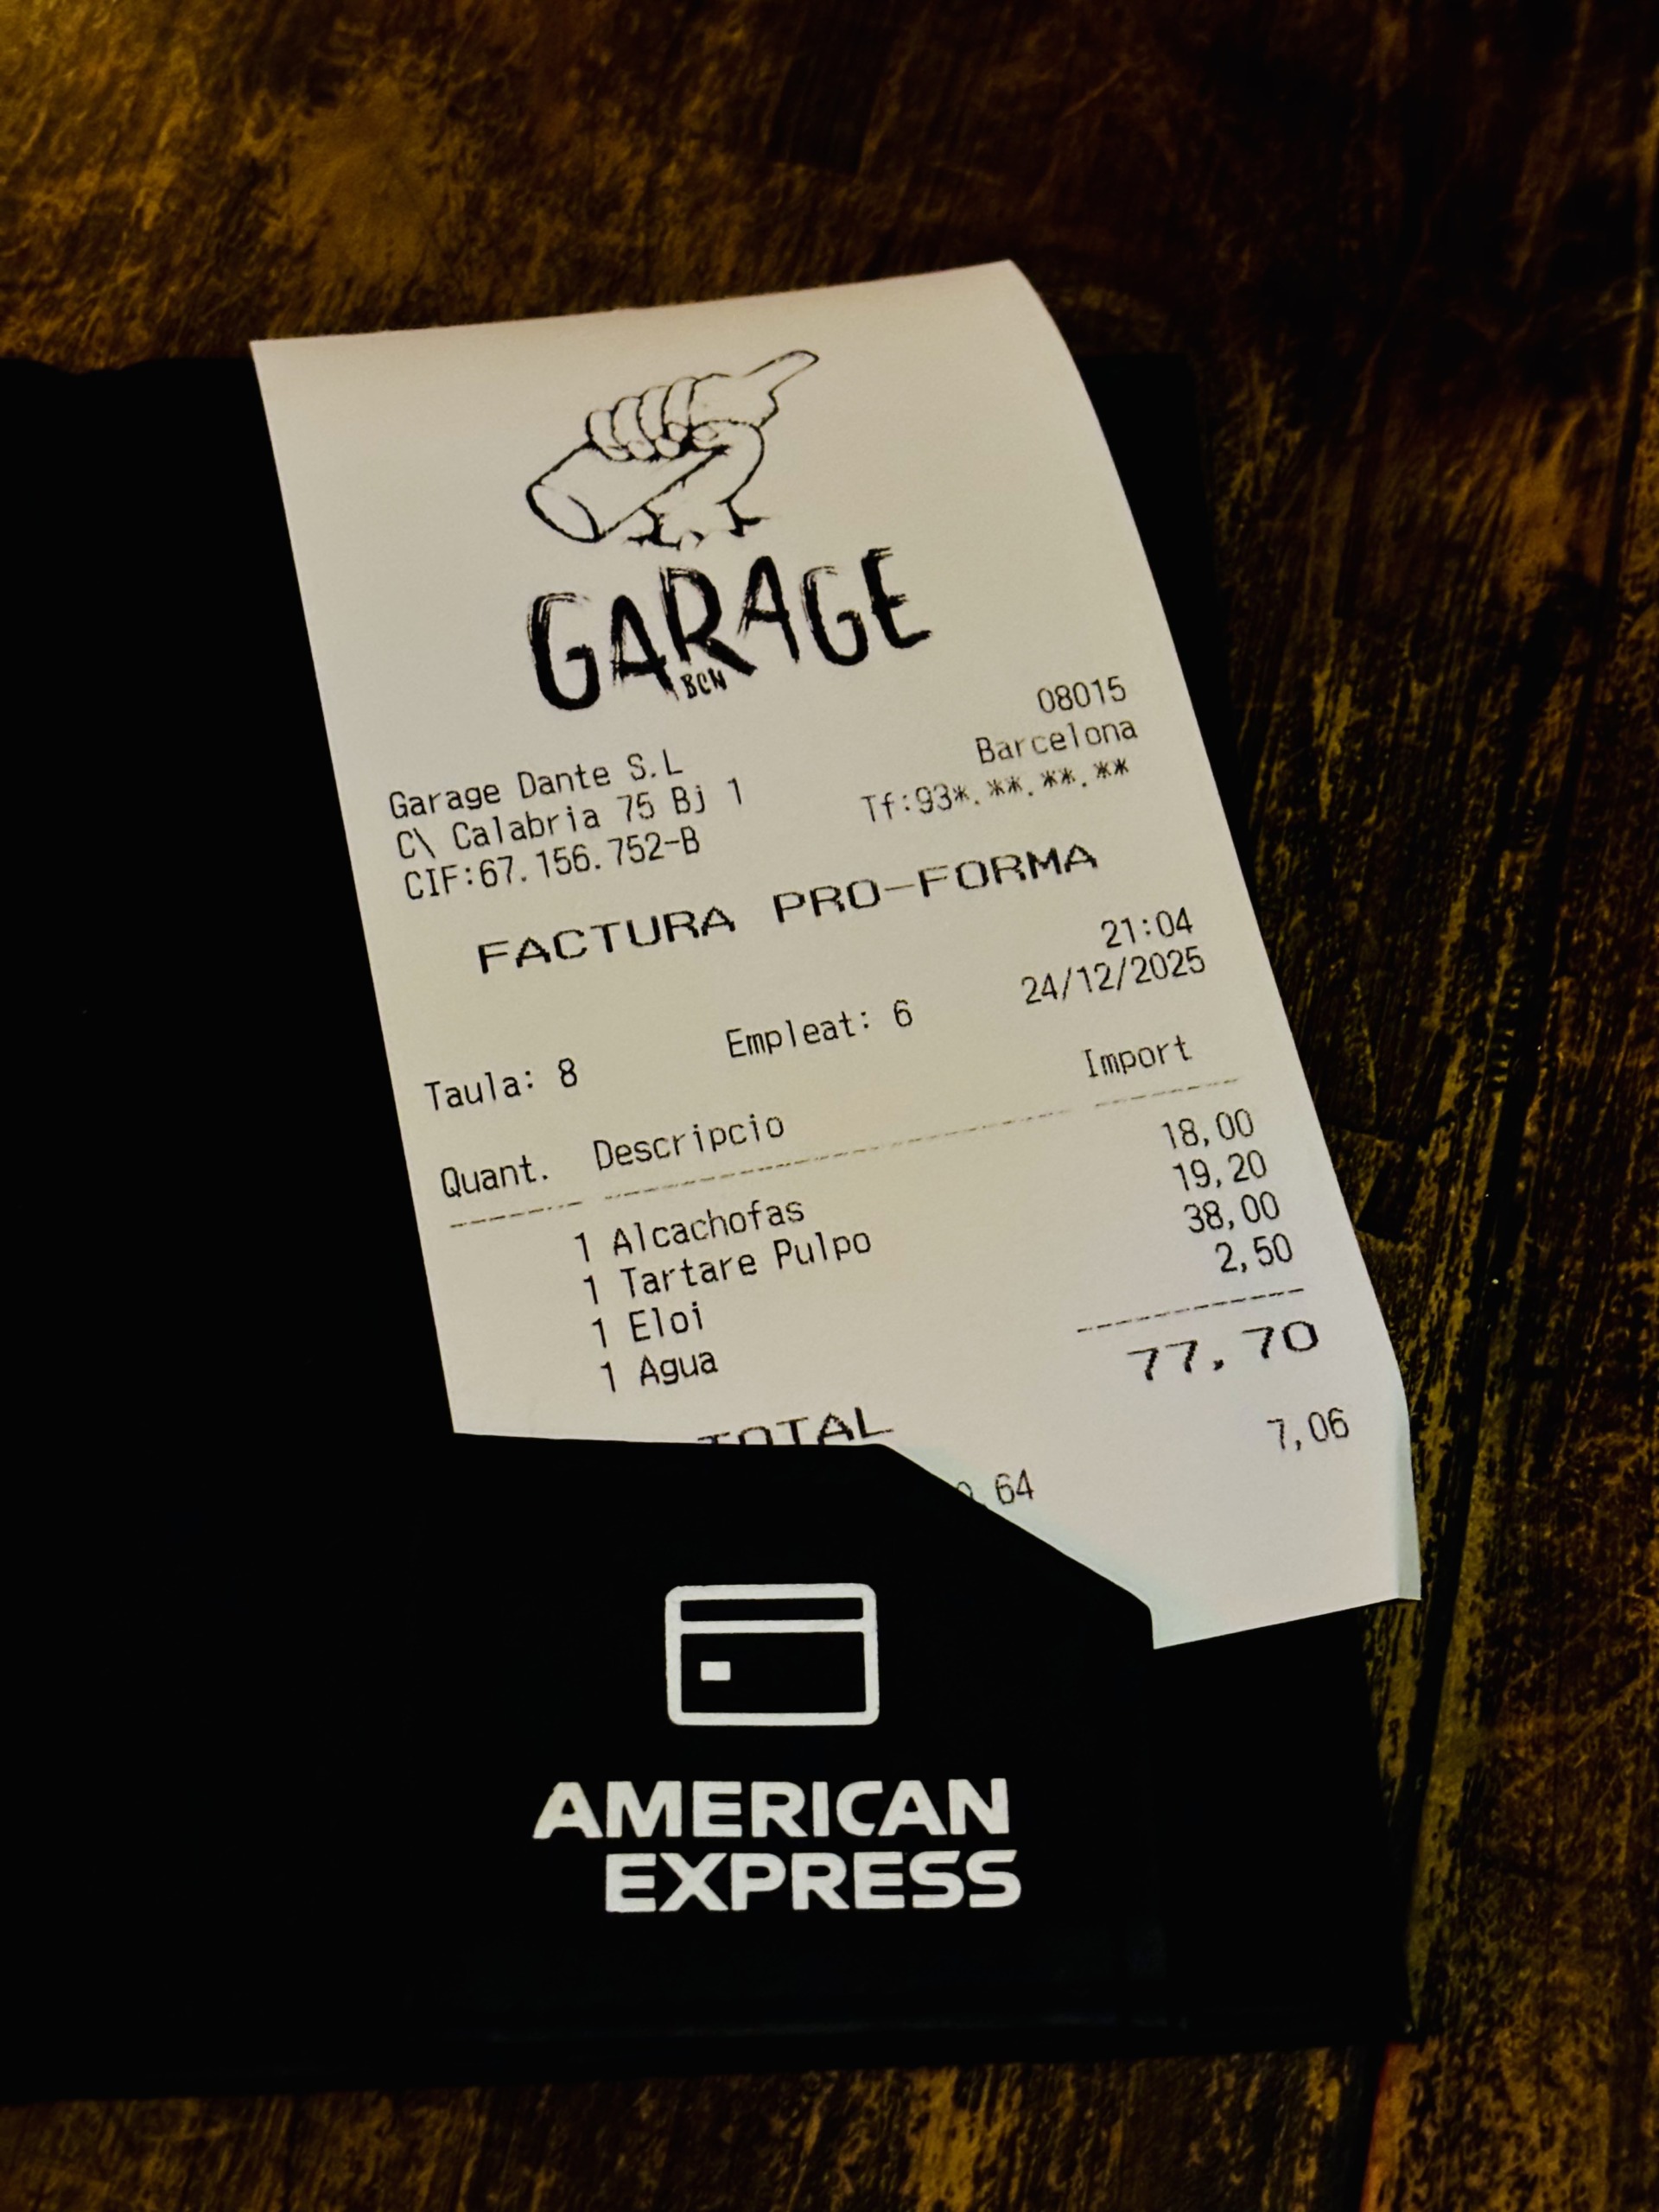 GARAGE
BCN
Garage Dante S.L 08015
C\ Calabria 75 Bj 1 Barcelona
CIF:67.156.752-B Tf:93*.**.**.**
FACTURA PRO-FORMA
21:04
Taula: 8 Empleat: 6 24/12/2025
Quant. Descripcio Import
1 Alcachofas 18,00
1 Tartare Pulpo 19,20
1 Eloi 38,00
1 Agua 2,50
TOTAL 77,70
7,06
AMERICAN
EXPRESS